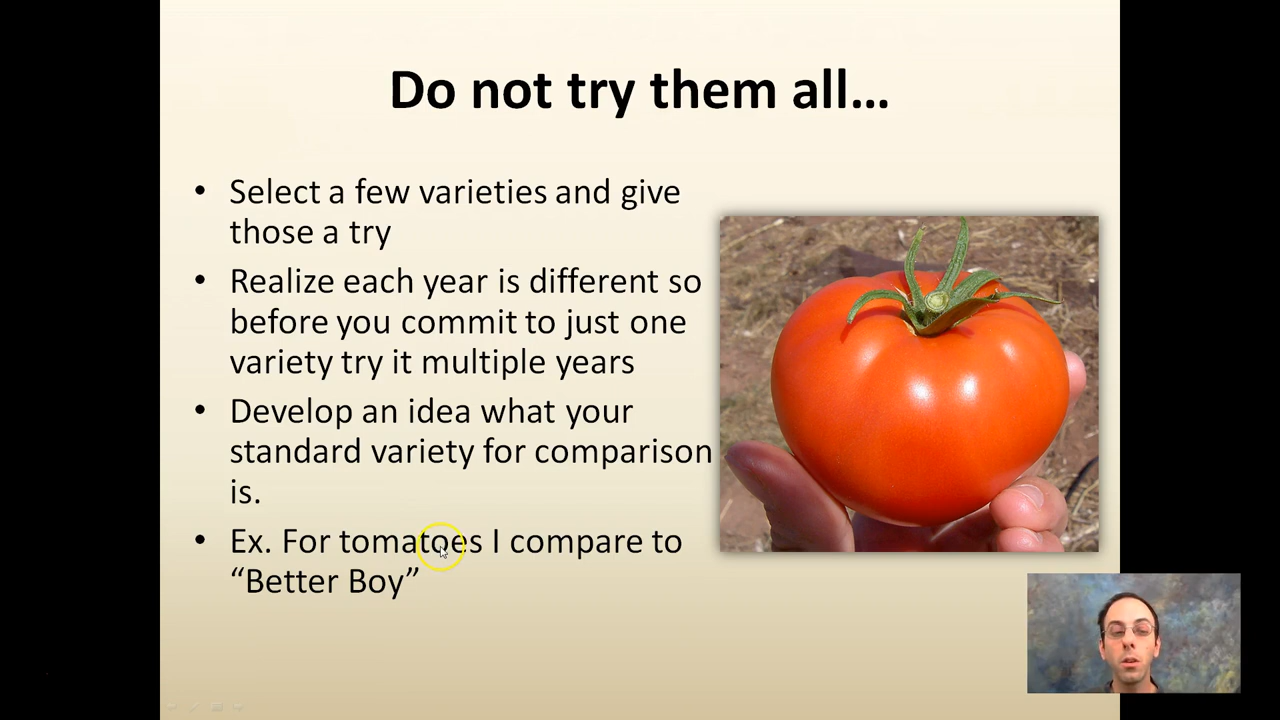 Do not try them all…
• Select a few varieties and give
those a try
• Realize each year is different so
before you commit to just one
variety try it multiple years
• Develop an idea what your
standard variety for comparison
is.
• Ex. For tomatoes I compare to
“Better Boy”